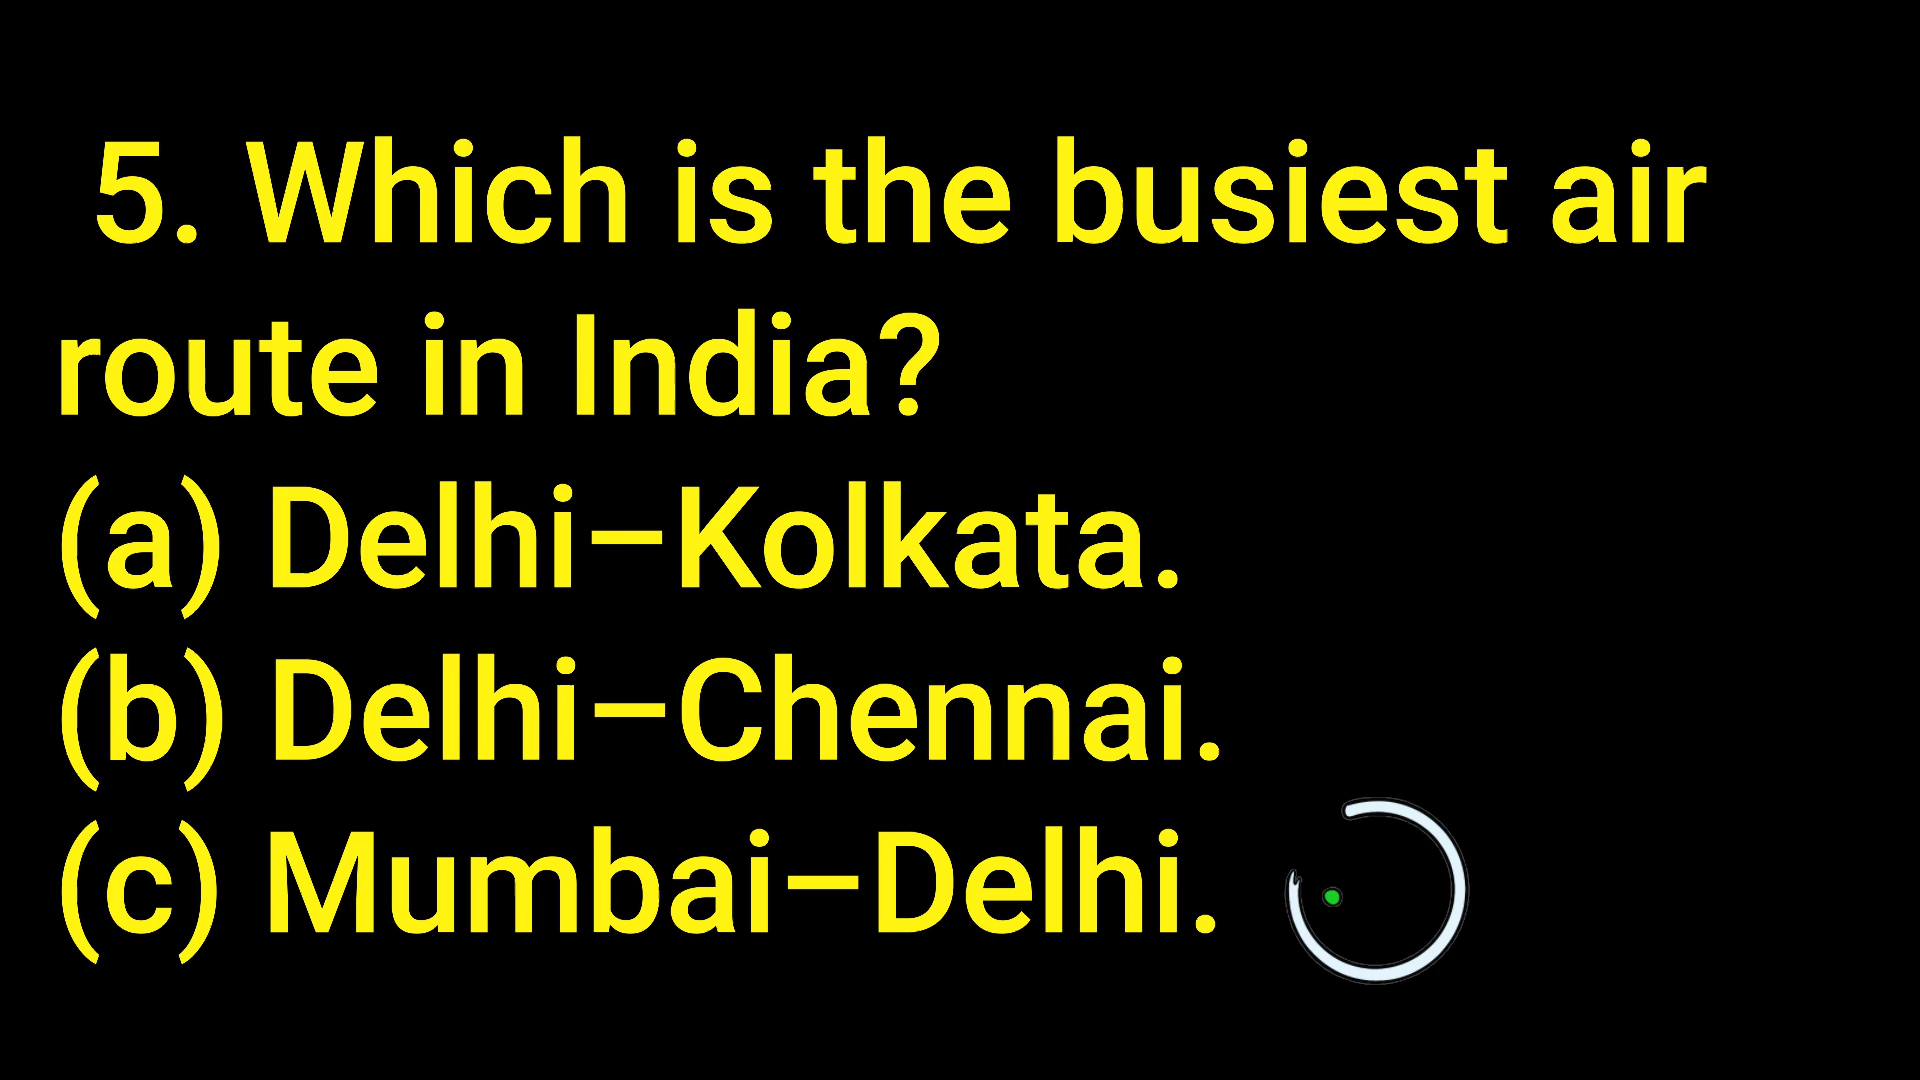 5. Which is the busiest air
route in India?
(a) Delhi–Kolkata.
(b) Delhi–Chennai.
(c) Mumbai–Delhi.